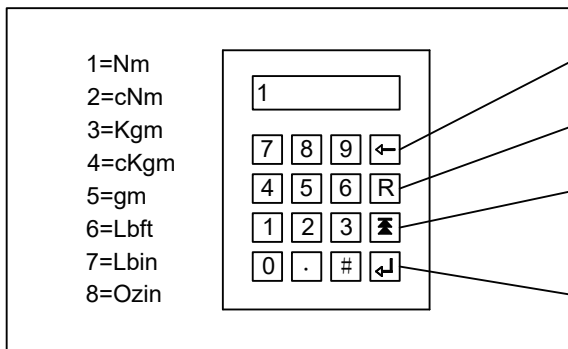 1=Nm
2=cNm
3=Kgm
4=cKgm
5=gm
6=Lbft
7=Lbin
8=Ozin
1
7 8 9 ←
4 5 6 R
1 2 3
0 . # ↵